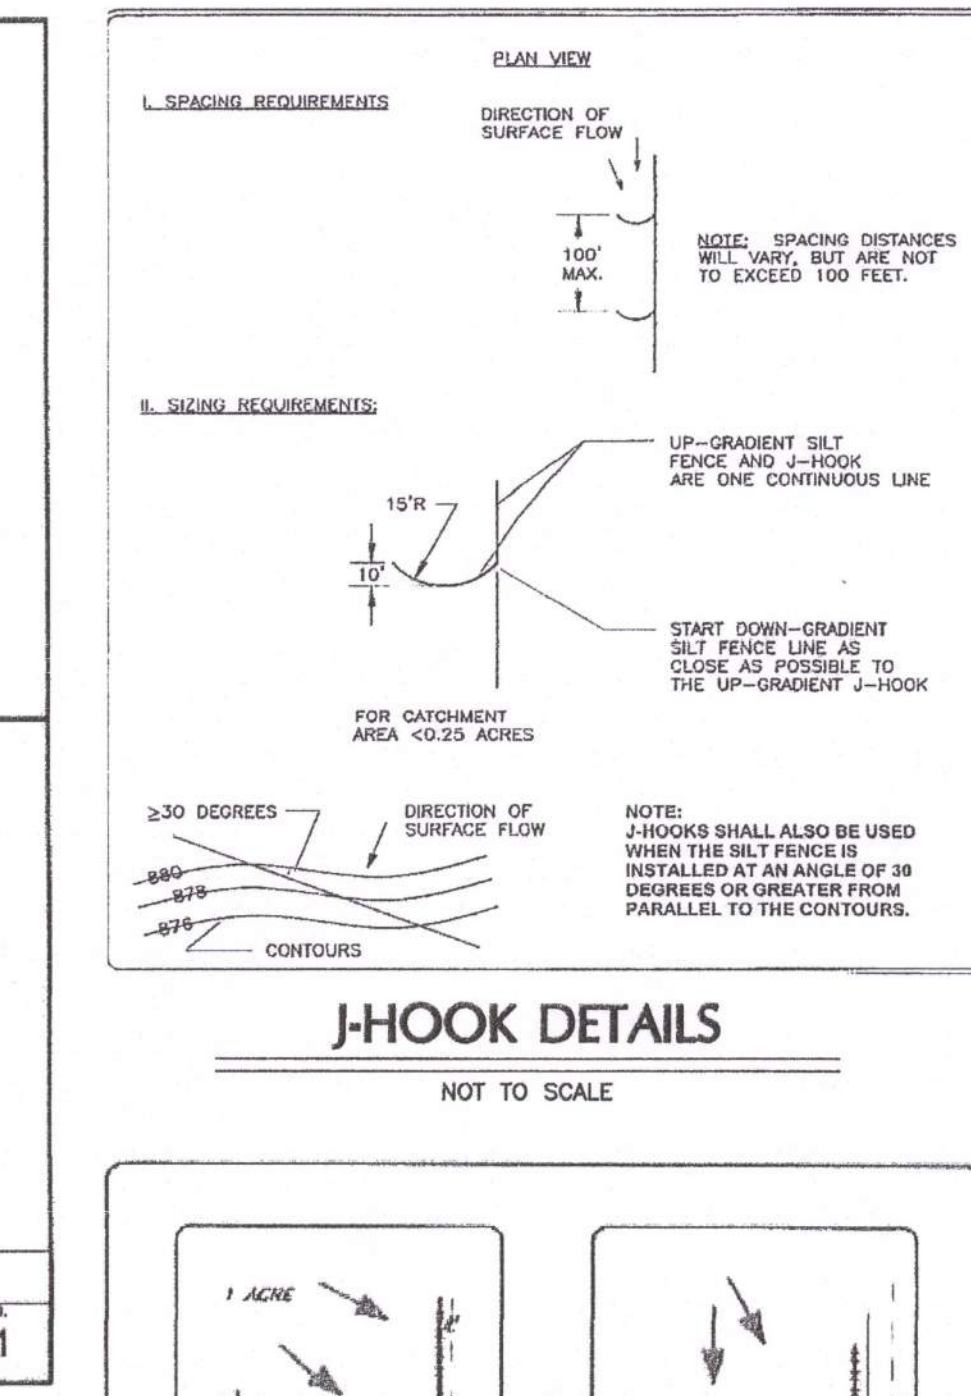 PLAN VIEW
I. SPACING REQUIREMENTS
DIRECTION OF
SURFACE FLOW
100'
MAX.
NOTE: SPACING DISTANCES
WILL VARY, BUT ARE NOT
TO EXCEED 100 FEET.
II. SIZING REQUIREMENTS:
UP-GRADIENT SILT
FENCE AND J-HOOK
ARE ONE CONTINUOUS LINE
15'R
10'
START DOWN-GRADIENT
SILT FENCE LINE AS
CLOSE AS POSSIBLE TO
THE UP-GRADIENT J-HOOK
FOR CATCHMENT
AREA <0.25 ACRES
≥30 DEGREES
DIRECTION OF
SURFACE FLOW
880
878
876
CONTOURS
NOTE:
J-HOOKS SHALL ALSO BE USED
WHEN THE SILT FENCE IS
INSTALLED AT AN ANGLE OF 30
DEGREES OR GREATER FROM
PARALLEL TO THE CONTOURS.
J-HOOK DETAILS
NOT TO SCALE
1 ACRE